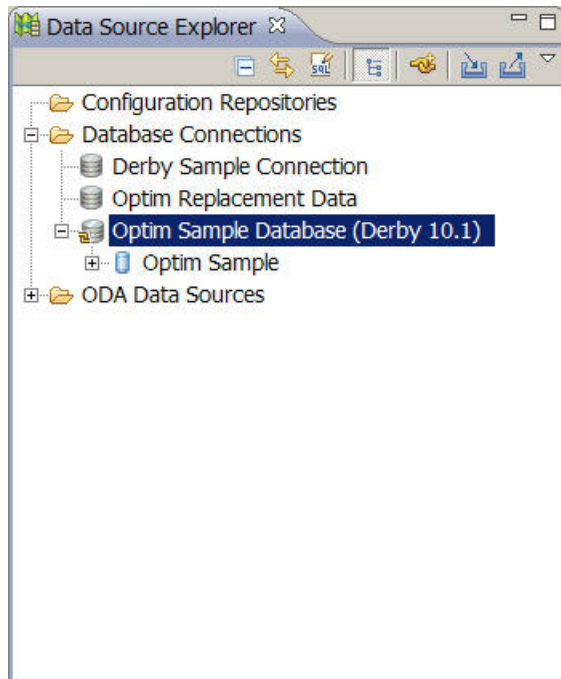 Data Source Explorer
SQL
Configuration Repositories
Database Connections
Derby Sample Connection
Optim Replacement Data
Optim Sample Database (Derby 10.1)
Optim Sample
ODA Data Sources